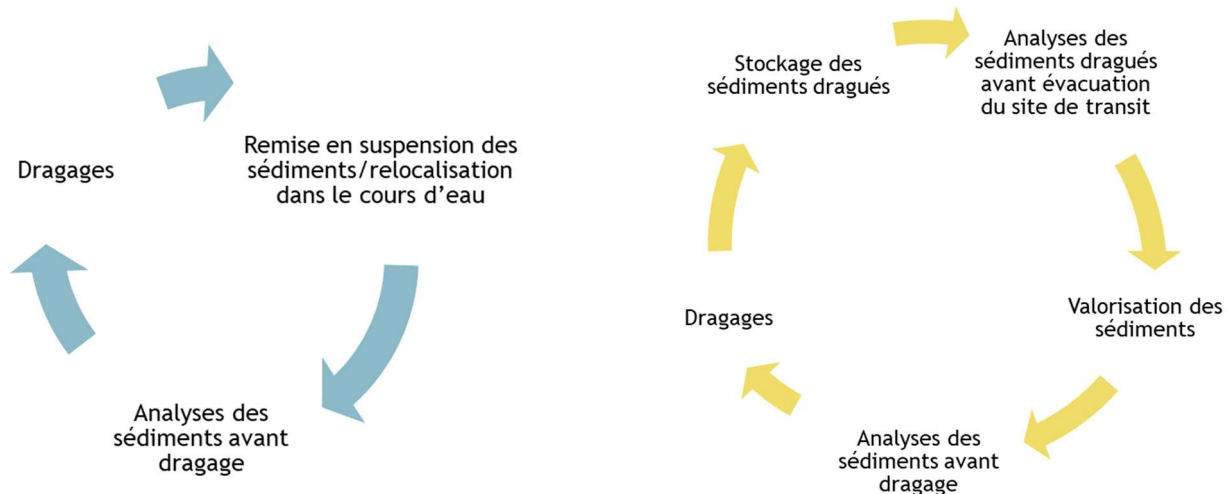 Dragages
Remise en suspension des
sédiments/relocalisation
dans le cours d'eau
Analyses des
sédiments avant
dragage
Stockage des
sédiments dragués
Analyses des
sédiments dragués
avant évacuation
du site de transit
Valorisation des
sédiments
Analyses des
sédiments avant
dragage
Dragages